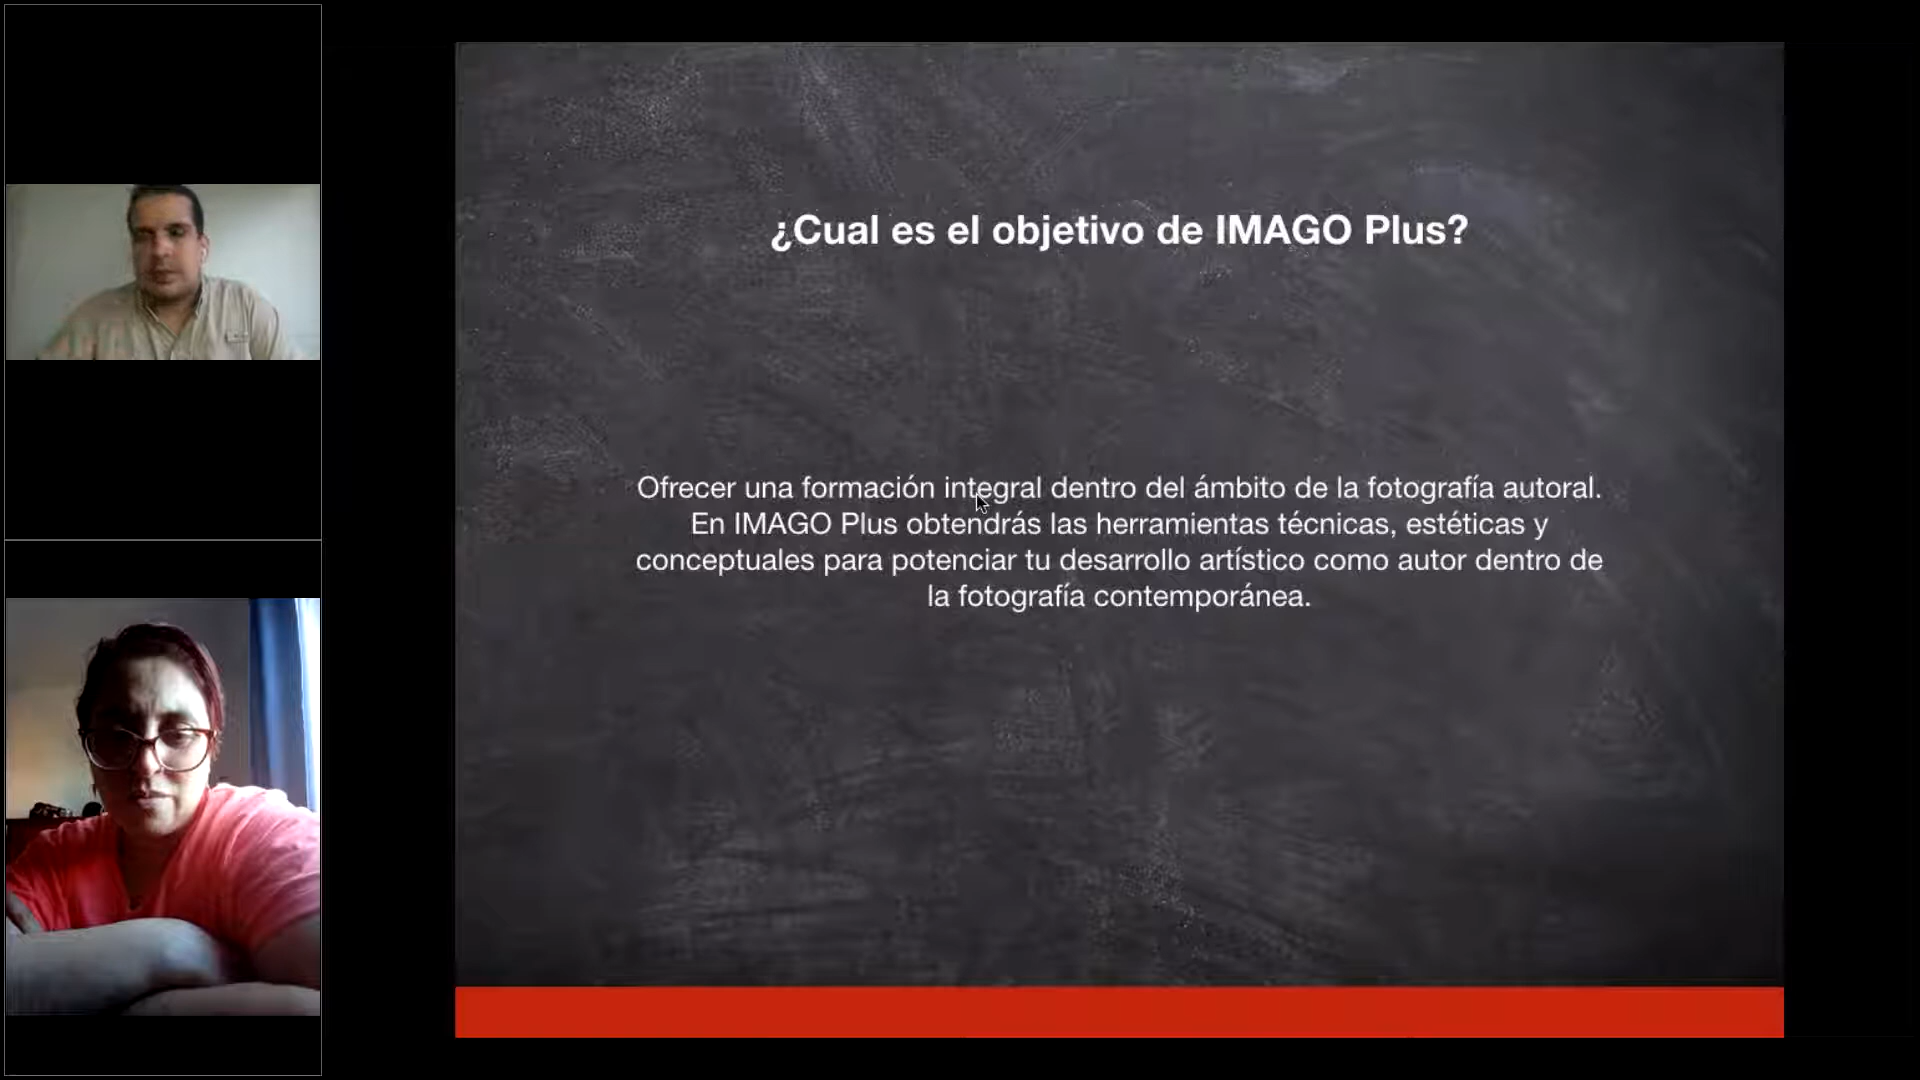 ¿Cual es el objetivo de IMAGO Plus?
Ofrecer una formación integral dentro del ámbito de la fotografía autoral.
En IMAGO Plus obtendrás las herramientas técnicas, estéticas y
conceptuales para potenciar tu desarrollo artístico como autor dentro de
la fotografía contemporánea.